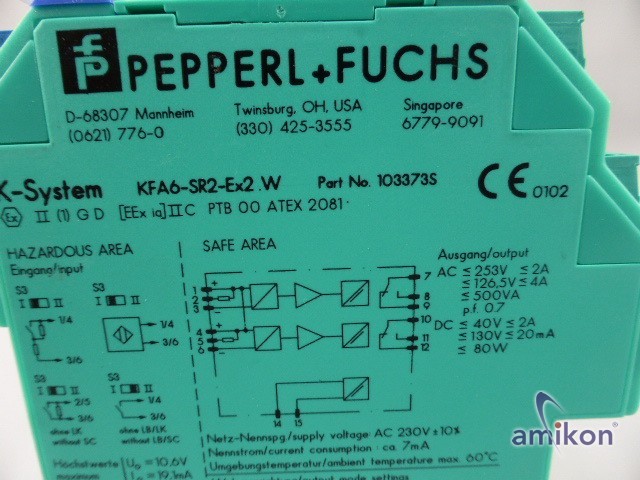 PEPPERL+FUCHS
D-68307 Mannheim Twinsburg, OH, USA Singapore
(0621) 776-0 (330) 425-3555 6779-9091
K-System KFA6-SR2-Ex2.W Part No. 103373S CE 0102
Ex II (1) G D [EEx ia] II C PTB 00 ATEX 2081
HAZARDOUS AREA SAFE AREA
Eingang/input Ausgang/output
AC ≤ 253V ≤ 2A
≤ 126,5V ≤ 4A
≤ 500VA
p.f. 0.7
DC ≤ 40V ≤ 2A
≤ 130V ≤ 20mA
≤ 80W
S3 S3
I II I II
1/4 1/4
3/6 3/6
S3 S3
I II I II
2/5 1/4
3/6 3/6
ohne LK ohne LB/LK
without SC without LB/SC
1 + 7
2 8
3 - 9
4 + 10
5 11
6 - 12
14 15
Netz-Nennspg/supply voltage: AC 230V ±10%
Nennstrom/current consumption: ca. 7mA
Umgebungstemperatur/ambient temperature max. 60°C
Höchstwerte U₀ = 10,6V
maximum I₀ = 19,1mA
amikon